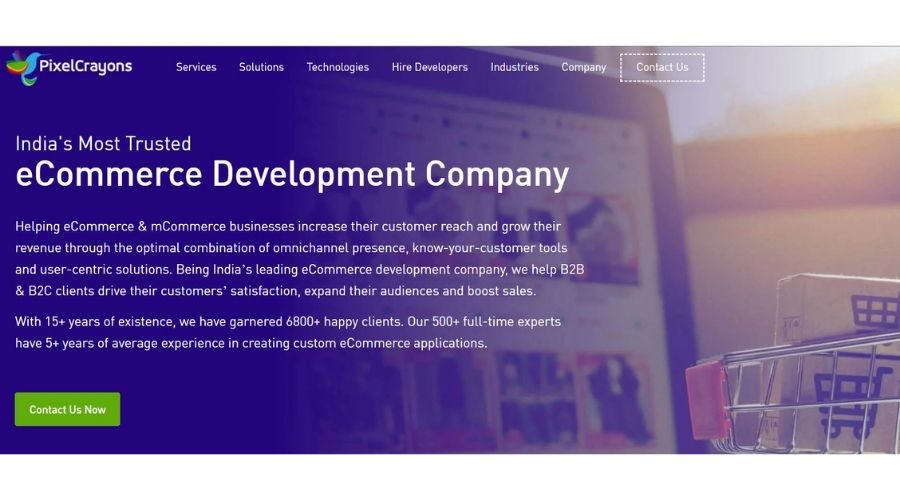 PixelCrayons
Services
Solutions
Technologies
Hire Developers
Industries
Company
Contact Us
India's Most Trusted
eCommerce Development Company
Helping eCommerce & mCommerce businesses increase their customer reach and grow their
revenue through the optimal combination of omnichannel presence, know-your-customer tools
and user-centric solutions. Being India's leading eCommerce development company, we help B2B
& B2C clients drive their customers' satisfaction, expand their audiences and boost sales.
With 15+ years of existence, we have garnered 6800+ happy clients. Our 500+ full-time experts
have 5+ years of average experience in creating custom eCommerce applications.
Contact Us Now